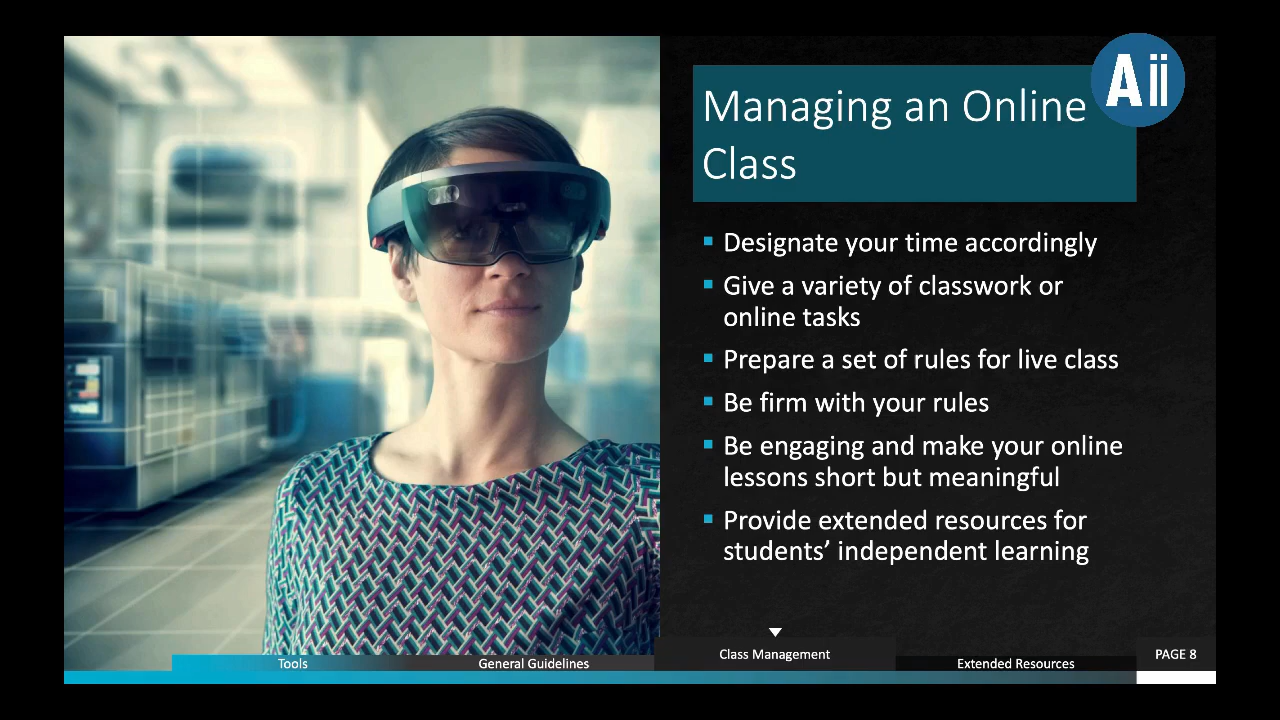 Aii
Managing an Online
Class
Designate your time accordingly
Give a variety of classwork or
online tasks
Prepare a set of rules for live class
Be firm with your rules
Be engaging and make your online
lessons short but meaningful
Provide extended resources for
students’ independent learning
Tools
General Guidelines
Class Management
Extended Resources
PAGE 8